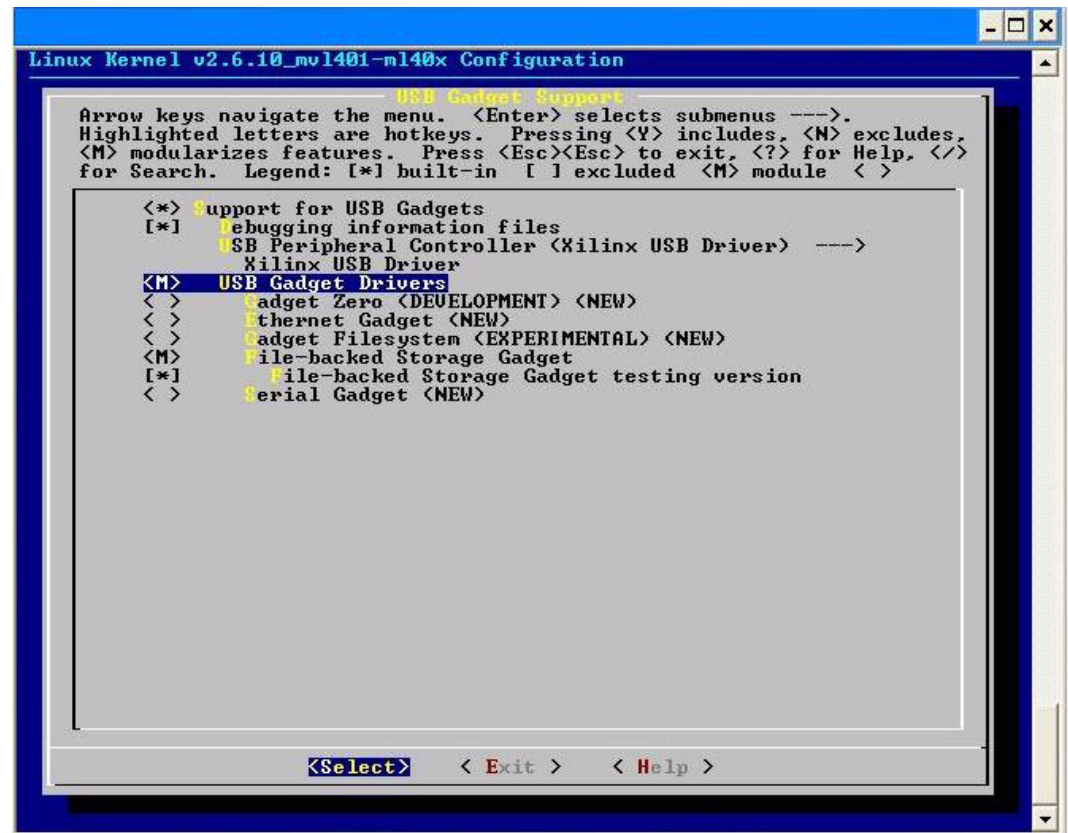 Linux Kernel v2.6.10_mvl401-ml40x Configuration
USB Gadget Support
Arrow keys navigate the menu.  <Enter> selects submenus --->.
Highlighted letters are hotkeys.  Pressing <Y> includes, <N> excludes,
<M> modularizes features.  Press <Esc><Esc> to exit, <?> for Help, </>
for Search.  Legend: [*] built-in  [ ] excluded  <M> module  < >
<*> Support for USB Gadgets
[*]   Debugging information files
USB Peripheral Controller (Xilinx USB Driver)  --->
Xilinx USB Driver
<M>   USB Gadget Drivers
< >     Gadget Zero (DEVELOPMENT) (NEW)
< >     Ethernet Gadget (NEW)
< >     Gadget Filesystem (EXPERIMENTAL) (NEW)
<M>     File-backed Storage Gadget
[*]       File-backed Storage Gadget testing version
< >     Serial Gadget (NEW)
<Select>    < Exit >    < Help >